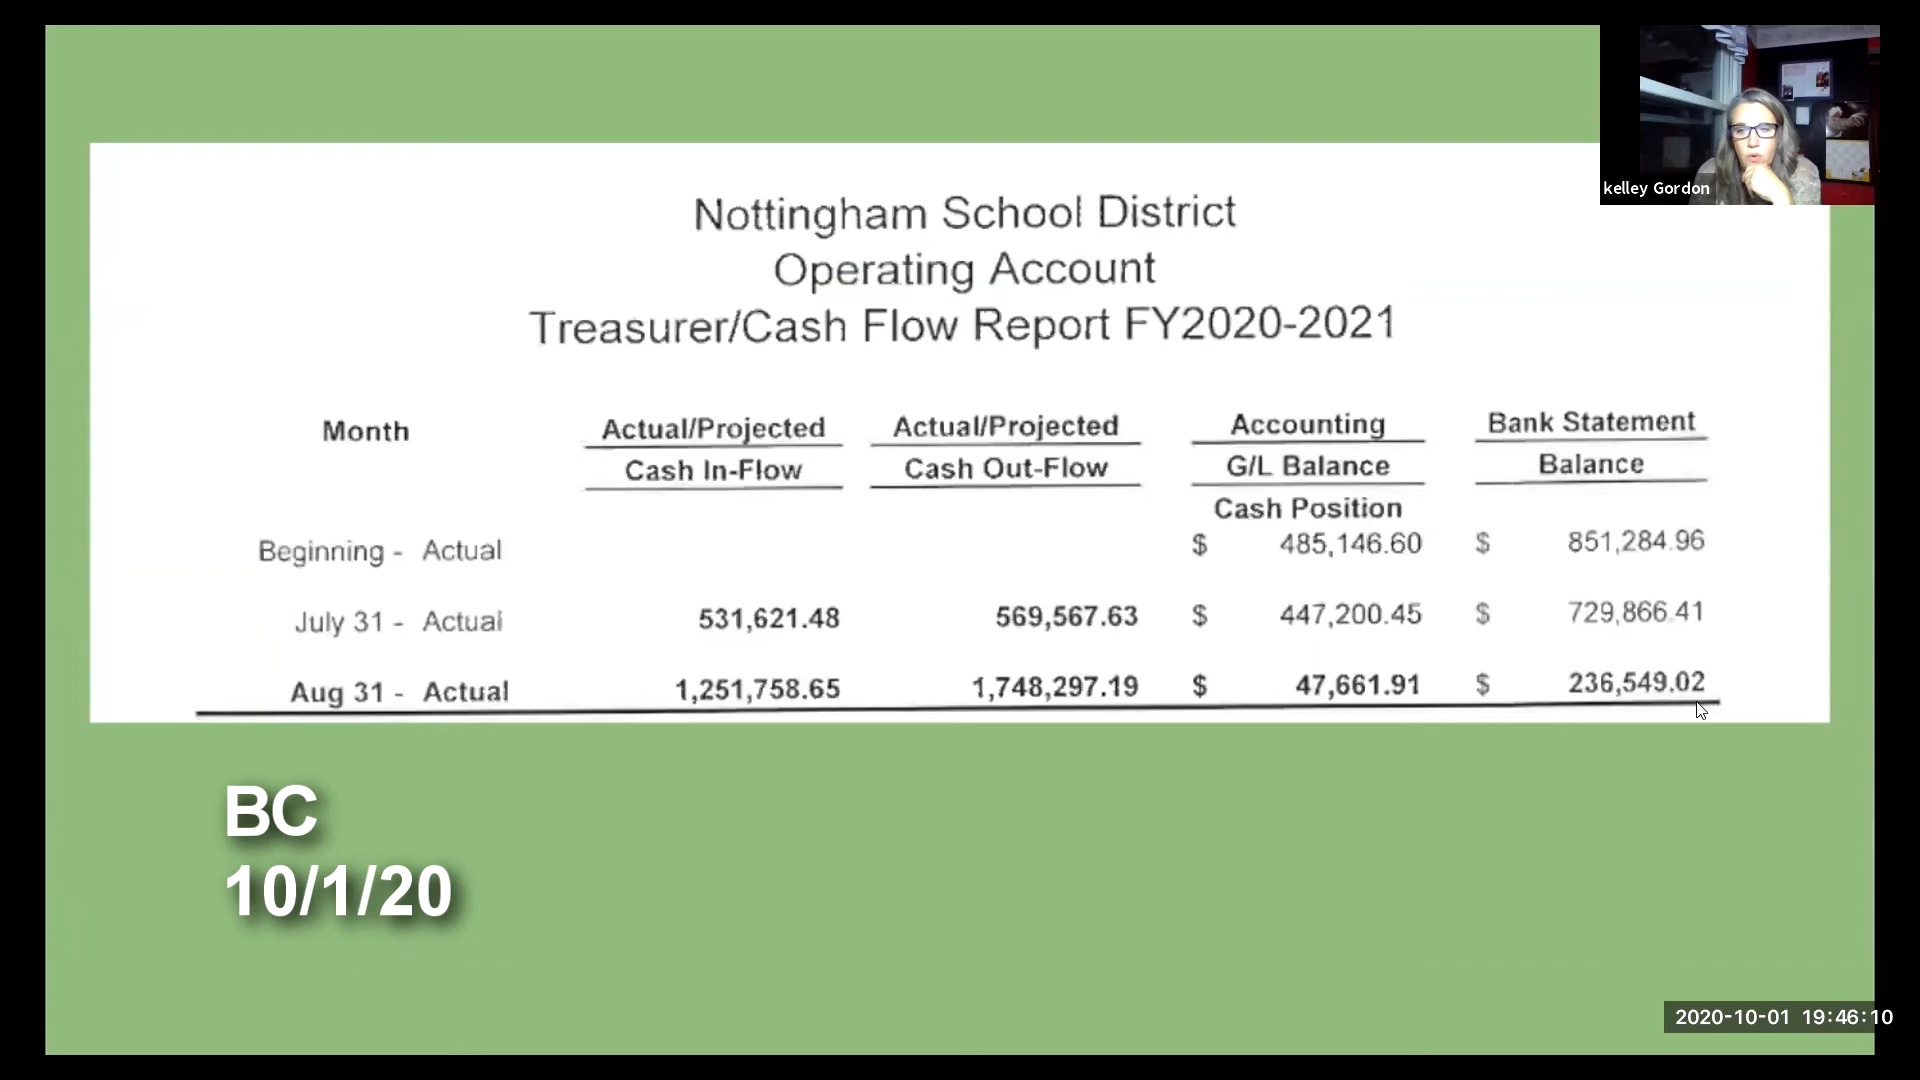 kelley Gordon
Nottingham School District
Operating Account
Treasurer/Cash Flow Report FY2020-2021
Month Actual/Projected Actual/Projected Accounting Bank Statement
Cash In-Flow Cash Out-Flow G/L Balance Balance
Cash Position
Beginning - Actual $ 485,146.60 $ 851,284.96
July 31 - Actual 531,621.48 569,567.63 $ 447,200.45 $ 729,866.41
Aug 31 - Actual 1,251,758.65 1,748,297.19 $ 47,661.91 $ 236,549.02
BC
10/1/20
2020-10-01 19:46:10